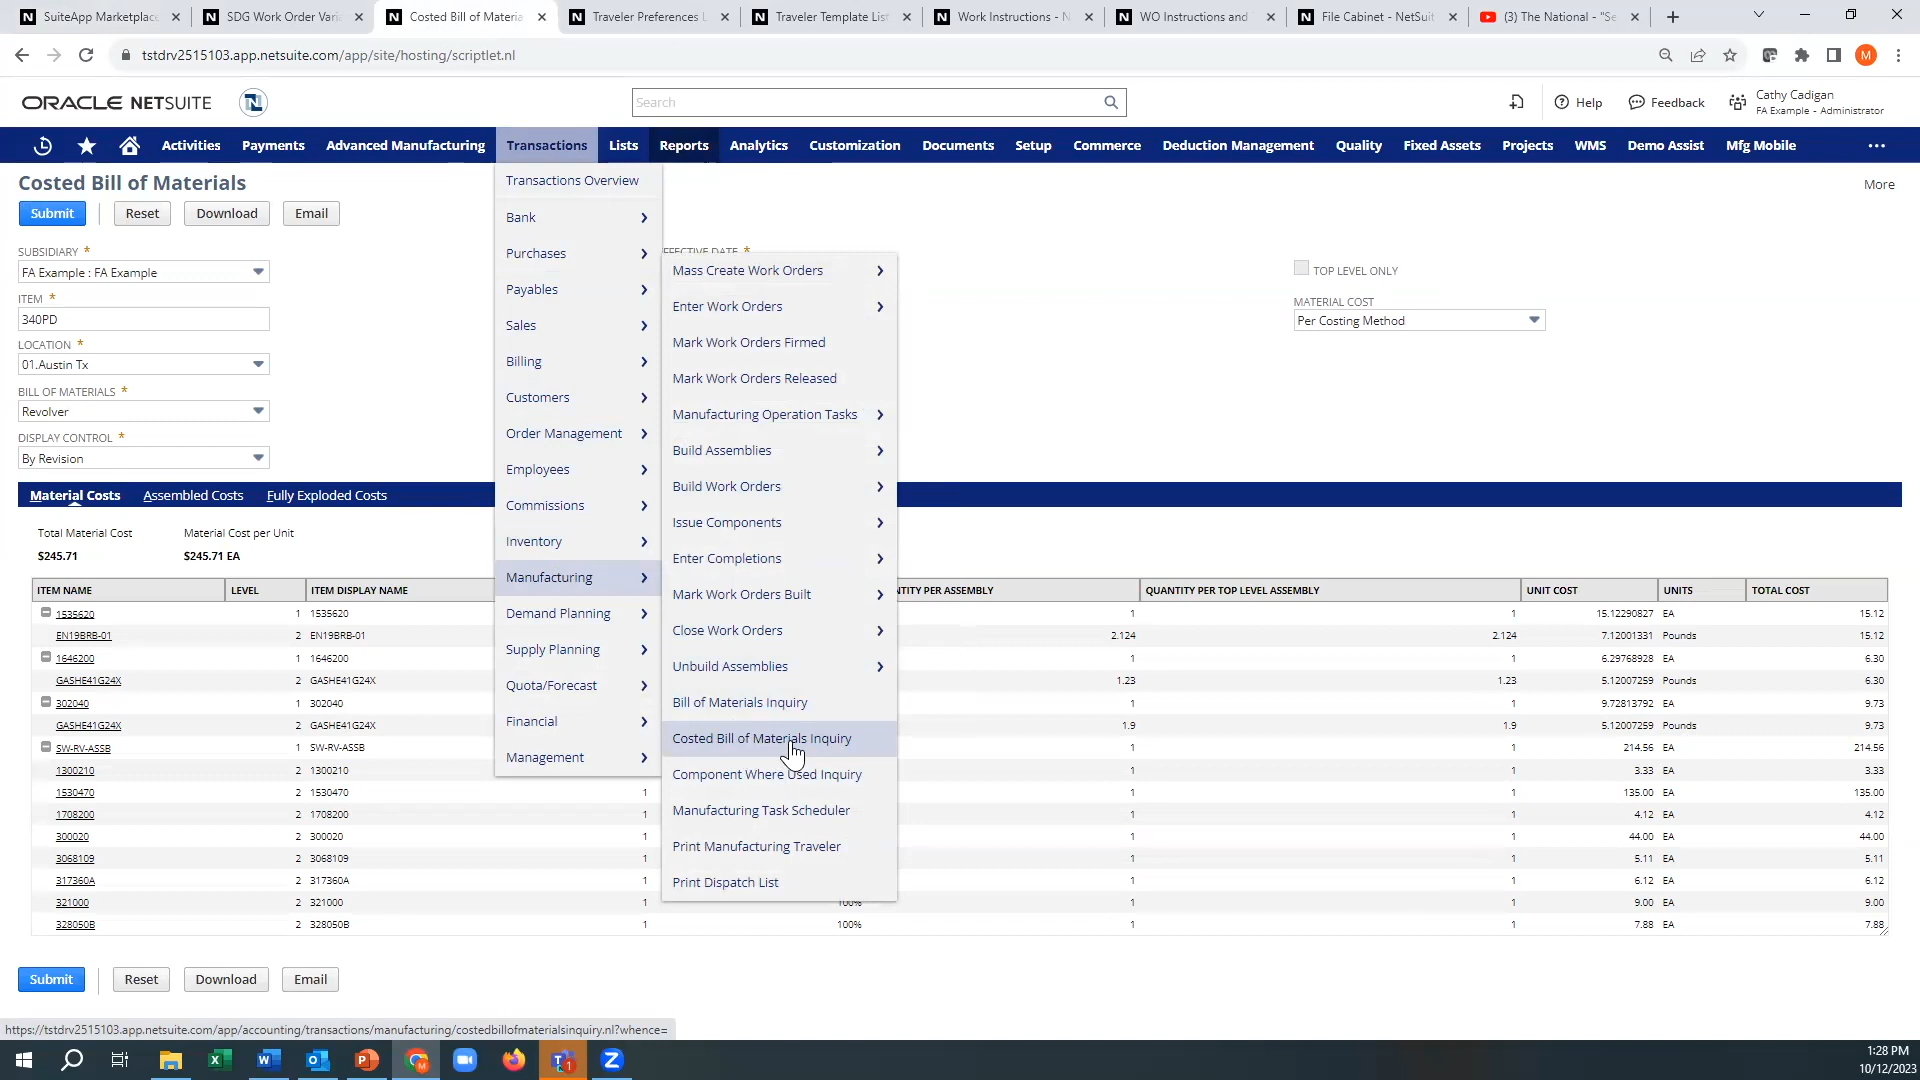 SuiteApp Marketplace
SDG Work Order Vari
Costed Bill of Materia
Traveler Preferences L
Traveler Template List
Work Instructions - N
WO Instructions and
File Cabinet - NetSuit
(3) The National - "Se
tstdrv2515103.app.netsuite.com/app/site/hosting/scriptlet.nl
M
ORACLE NETSUITE
Search
Help
Feedback
Cathy Cadigan
FA Example - Administrator
Activities
Payments
Advanced Manufacturing
Transactions
Lists
Reports
Analytics
Customization
Documents
Setup
Commerce
Deduction Management
Quality
Fixed Assets
Projects
WMS
Demo Assist
Mfg Mobile
Costed Bill of Materials
More
Submit
Reset
Download
Email
SUBSIDIARY *
FA Example : FA Example
ITEM *
340PD
LOCATION *
01.Austin Tx
BILL OF MATERIALS *
Revolver
DISPLAY CONTROL *
By Revision
EFFECTIVE DATE *
TOP LEVEL ONLY
MATERIAL COST
Per Costing Method
Transactions Overview
Bank
Purchases
Payables
Sales
Billing
Customers
Order Management
Employees
Commissions
Inventory
Manufacturing
Demand Planning
Supply Planning
Quota/Forecast
Financial
Management
Mass Create Work Orders
Enter Work Orders
Mark Work Orders Firmed
Mark Work Orders Released
Manufacturing Operation Tasks
Build Assemblies
Build Work Orders
Issue Components
Enter Completions
Mark Work Orders Built
Close Work Orders
Unbuild Assemblies
Bill of Materials Inquiry
Costed Bill of Materials Inquiry
Component Where Used Inquiry
Manufacturing Task Scheduler
Print Manufacturing Traveler
Print Dispatch List
Material Costs
Assembled Costs
Fully Exploded Costs
Total Material Cost
Material Cost per Unit
$245.71
$245.71 EA
ITEM NAME LEVEL ITEM DISPLAY NAME NTITY PER ASSEMBLY QUANTITY PER TOP LEVEL ASSEMBLY UNIT COST UNITS TOTAL COST
1535620 1 1535620 1 1 15.12290827 EA 15.12
EN19BRB-01 2 EN19BRB-01 2.124 2.124 7.12001331 Pounds 15.12
1646200 1 1646200 1 1 6.29768928 EA 6.30
GASHE41G24X 2 GASHE41G24X 1.23 1.23 5.12007259 Pounds 6.30
302040 1 302040 1 1 9.72813792 EA 9.73
GASHE41G24X 2 GASHE41G24X 1.9 1.9 5.12007259 Pounds 9.73
SW-RV-ASSB 1 SW-RV-ASSB 1 1 214.56 EA 214.56
1300210 2 1300210 1 1 3.33 EA 3.33
1530470 2 1530470 1 1 1 135.00 EA 135.00
1708200 2 1708200 1 1 1 4.12 EA 4.12
300020 2 300020 1 1 1 44.00 EA 44.00
3068109 2 3068109 1 1 1 5.11 EA 5.11
317360A 2 317360A 1 1 1 6.12 EA 6.12
321000 2 321000 1 100% 1 1 9.00 EA 9.00
328050B 2 328050B 1 100% 1 1 7.88 EA 7.88
Submit
Reset
Download
Email
https://tstdrv2515103.app.netsuite.com/app/accounting/transactions/manufacturing/costedbillofmaterialsinquiry.nl?whence=
1:28 PM
10/12/2023